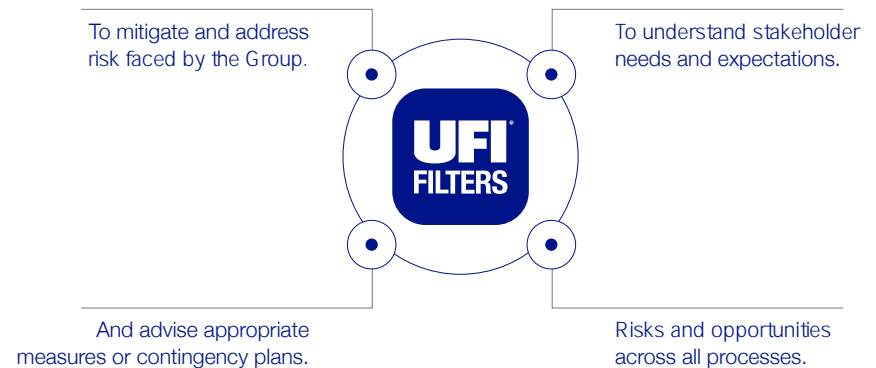 To mitigate and address
risk faced by the Group.
To understand stakeholder
needs and expectations.
UFI
FILTERS
And advise appropriate
measures or contingency plans.
Risks and opportunities
across all processes.